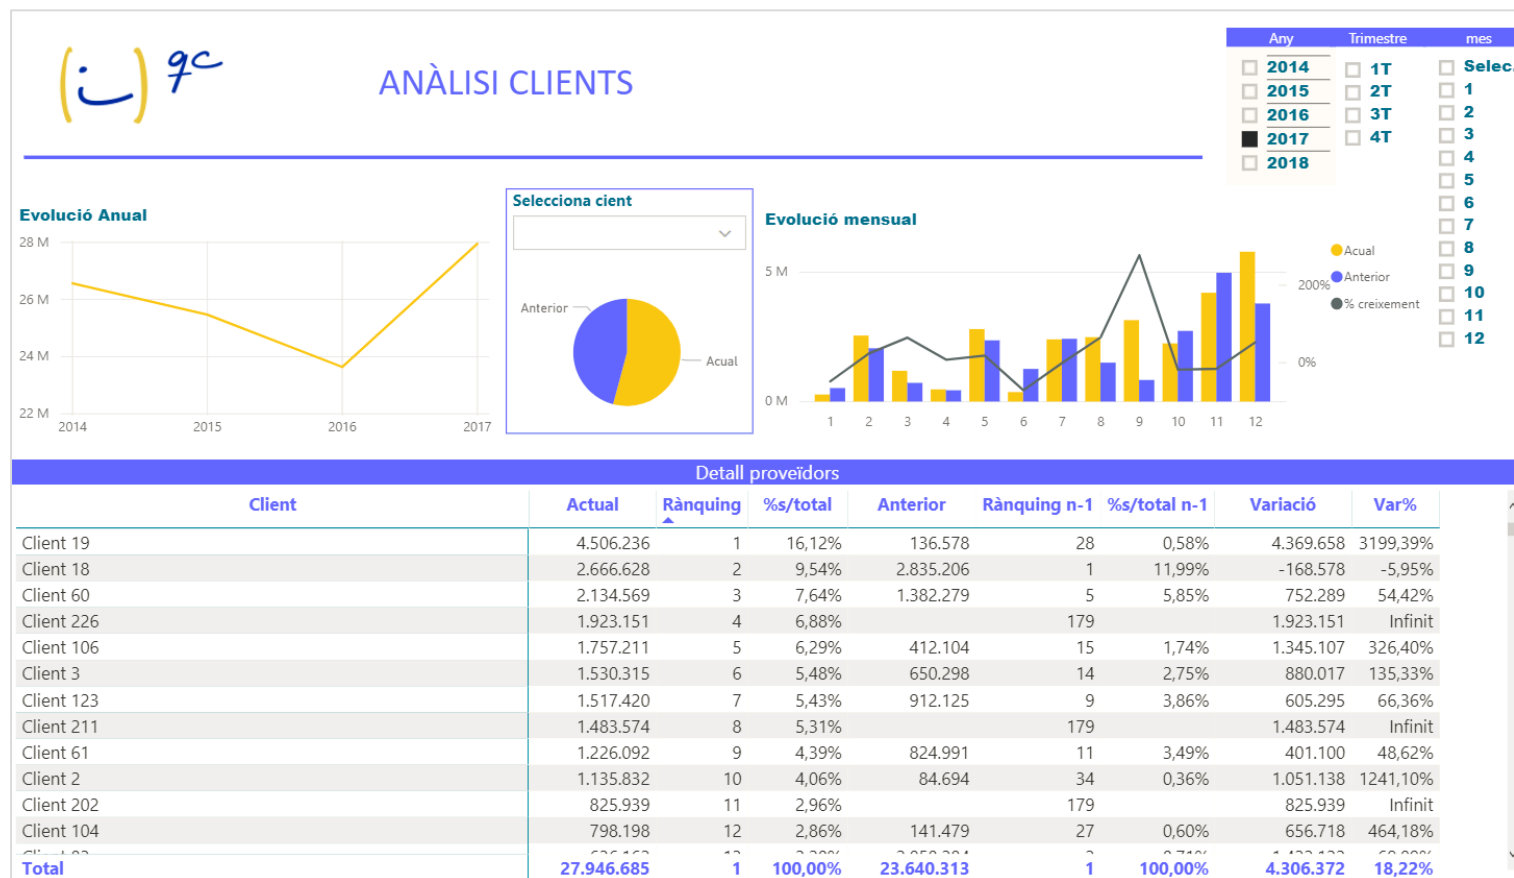 qc
ANÀLISI CLIENTS
Any Trimestre mes
2014 1T Selec.
2015 2T 1
2016 3T 2
2017 4T 3
2018 4
5
6
7
8
9
10
11
12
Evolució Anual
28 M
26 M
24 M
22 M
2014 2015 2016 2017
Selecciona cient
Anterior
Acual
Evolució mensual
5 M
0 M
200%
0%
Acual
Anterior
% creixement
1 2 3 4 5 6 7 8 9 10 11 12
Detall proveïdors
Client Actual Rànquing %s/total Anterior Rànquing n-1 %s/total n-1 Variació Var%
Client 19 4.506.236 1 16,12% 136.578 28 0,58% 4.369.658 3199,39%
Client 18 2.666.628 2 9,54% 2.835.206 1 11,99% -168.578 -5,95%
Client 60 2.134.569 3 7,64% 1.382.279 5 5,85% 752.289 54,42%
Client 226 1.923.151 4 6,88% 179 1.923.151 Infinit
Client 106 1.757.211 5 6,29% 412.104 15 1,74% 1.345.107 326,40%
Client 3 1.530.315 6 5,48% 650.298 14 2,75% 880.017 135,33%
Client 123 1.517.420 7 5,43% 912.125 9 3,86% 605.295 66,36%
Client 211 1.483.574 8 5,31% 179 1.483.574 Infinit
Client 61 1.226.092 9 4,39% 824.991 11 3,49% 401.100 48,62%
Client 2 1.135.832 10 4,06% 84.694 34 0,36% 1.051.138 1241,10%
Client 202 825.939 11 2,96% 179 825.939 Infinit
Client 104 798.198 12 2,86% 141.479 27 0,60% 656.718 464,18%
Total 27.946.685 1 100,00% 23.640.313 1 100,00% 4.306.372 18,22%